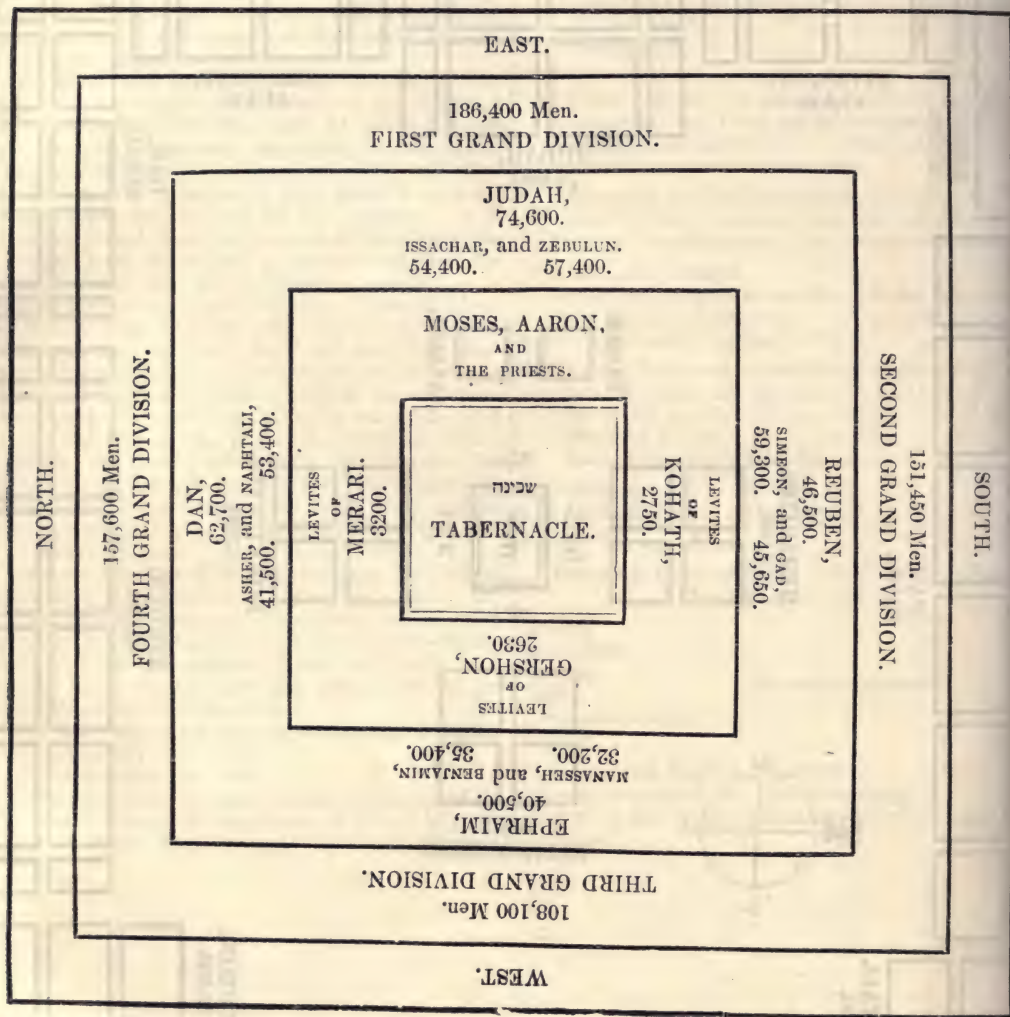 EAST.
186,400 Men.
FIRST GRAND DIVISION.
JUDAH,
74,600.
ISSACHAR, and ZEBULUN.
54,400. 57,400.
MOSES, AARON,
AND
THE PRIESTS.
שכינה
TABERNACLE.
SOUTH.
151,450 Men.
SECOND GRAND DIVISION.
REUBEN,
46,500.
SIMEON, and GAD,
59,300. 45,650.
LEVITES
OF
KOHATH,
2750.
WEST.
108,100 Men.
THIRD GRAND DIVISION.
EPHRAIM,
40,500.
MANASSEH, and BENJAMIN,
32,200. 35,400.
LEVITES
OF
GERSHON,
2630.
NORTH.
157,600 Men.
FOURTH GRAND DIVISION.
DAN,
62,700.
ASHER, and NAPHTALI,
41,500. 53,400.
LEVITES
OF
MERARI.
3200.